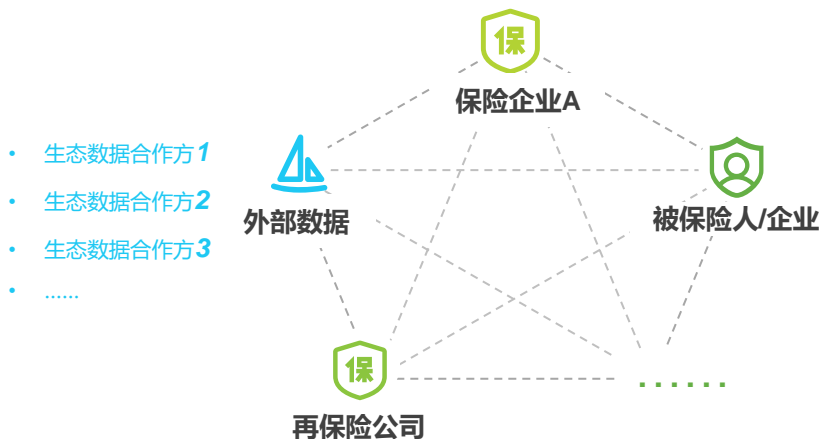 保
保险企业A
• 生态数据合作方1
• 生态数据合作方2
• 生态数据合作方3
• ......
外部数据
被保险人/企业
保
......
再保险公司